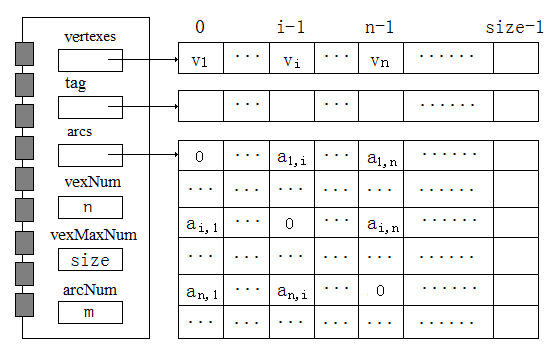 0 i-1 n-1 size-1
vertexes
v1 ··· vi ··· vn ······
tag
··· ··· ······
arcs
0 ··· a1,i ··· a1,n ······
··· ··· ··· ··· ··· ······
vexNum
n
ai,1 ··· 0 ··· ai,n ······
vexMaxNum
size
··· ··· ··· ··· ··· ······
arcNum
m
an,1 ··· an,i ··· 0 ······
··· ··· ··· ··· ··· ······